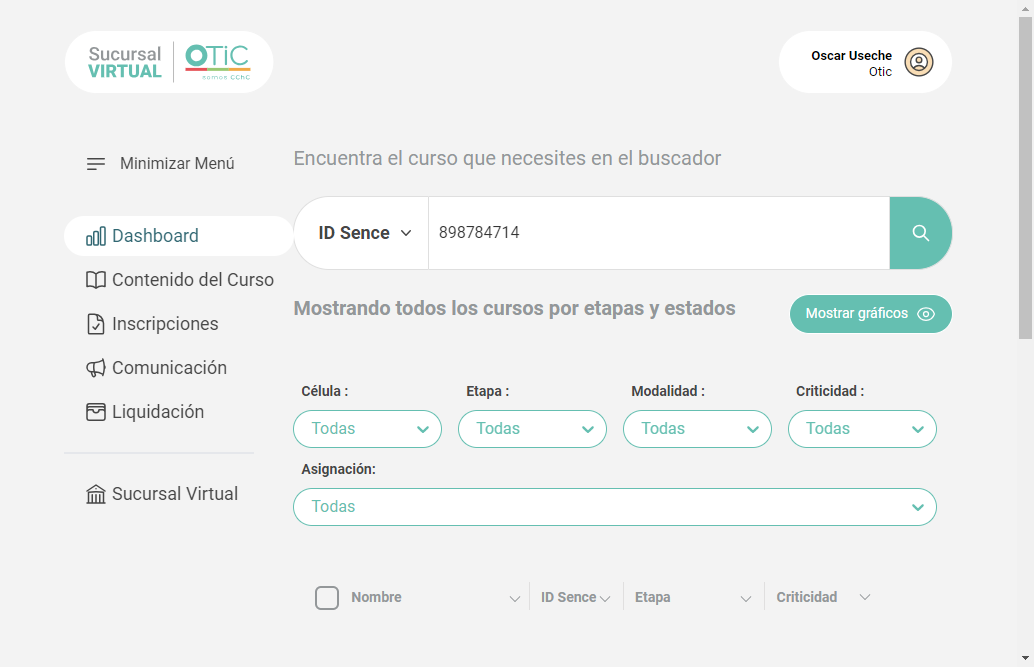 Sucursal
VIRTUAL
OTiC
somos CChC
Oscar Useche
Otic
Minimizar Menú
Dashboard
Contenido del Curso
Inscripciones
Comunicación
Liquidación
Sucursal Virtual
Encuentra el curso que necesites en el buscador
ID Sence
898784714
Mostrando todos los cursos por etapas y estados
Mostrar gráficos
Célula :
Etapa :
Modalidad :
Criticidad :
Todas
Todas
Todas
Todas
Asignación:
Todas
Nombre
ID Sence
Etapa
Criticidad